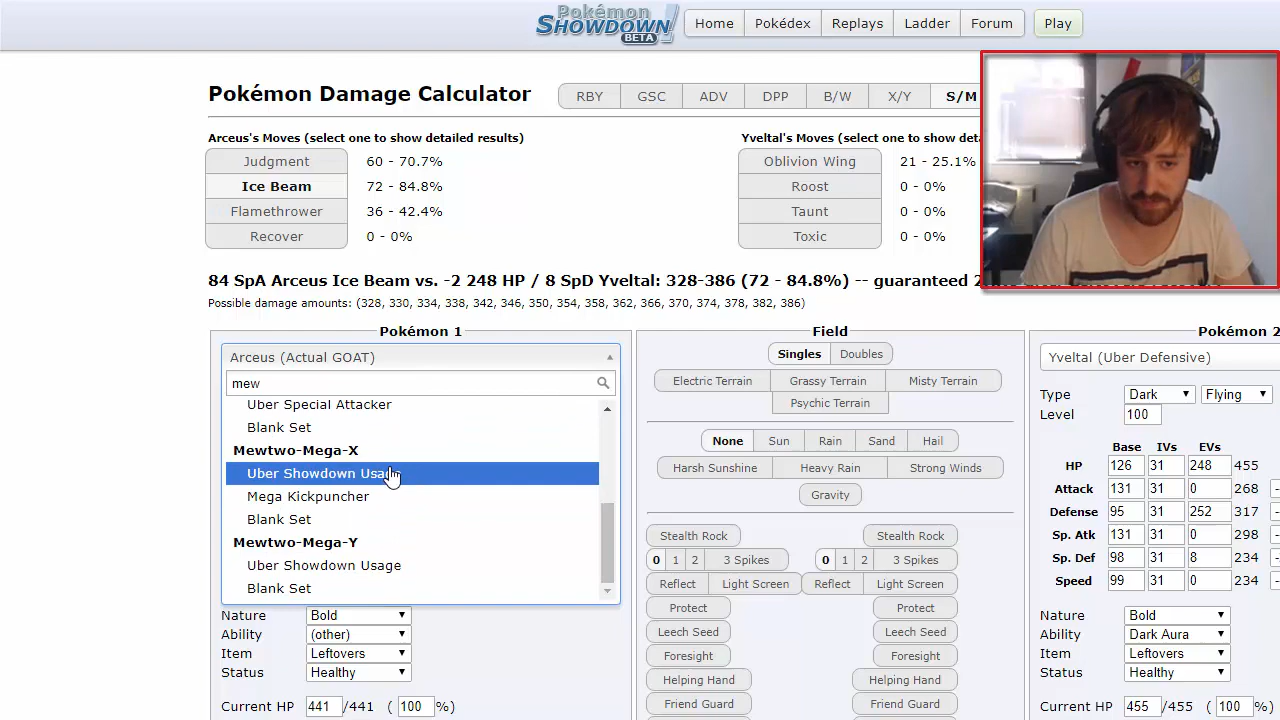 Pokémon
SHOWDOWN!
BETA
Home Pokédex Replays Ladder Forum Play
Pokémon Damage Calculator
RBY GSC ADV DPP B/W X/Y S/M
Arceus's Moves (select one to show detailed results)
Judgment 60 - 70.7%
Ice Beam 72 - 84.8%
Flamethrower 36 - 42.4%
Recover 0 - 0%
Yveltal's Moves (select one to show deta
Oblivion Wing 21 - 25.1%
Roost 0 - 0%
Taunt 0 - 0%
Toxic 0 - 0%
84 SpA Arceus Ice Beam vs. -2 248 HP / 8 SpD Yveltal: 328-386 (72 - 84.8%) -- guaranteed 2
Possible damage amounts: (328, 330, 334, 338, 342, 346, 350, 354, 358, 362, 366, 370, 374, 378, 382, 386)
Pokémon 1
Arceus (Actual GOAT)
mew
Uber Special Attacker
Blank Set
Mewtwo-Mega-X
Uber Showdown Usage
Mega Kickpuncher
Blank Set
Mewtwo-Mega-Y
Uber Showdown Usage
Blank Set
Nature Bold
Ability (other)
Item Leftovers
Status Healthy
Current HP 441 /441 ( 100 %)
Field
Singles Doubles
Electric Terrain Grassy Terrain Misty Terrain
Psychic Terrain
None Sun Rain Sand Hail
Harsh Sunshine Heavy Rain Strong Winds
Gravity
Stealth Rock Stealth Rock
0 1 2 3 Spikes 0 1 2 3 Spikes
Reflect Light Screen Reflect Light Screen
Protect Protect
Leech Seed Leech Seed
Foresight Foresight
Helping Hand Helping Hand
Friend Guard Friend Guard
Pokémon 2
Yveltal (Uber Defensive)
Type Dark Flying
Level 100
Base IVs EVs
HP 126 31 248 455
Attack 131 31 0 268
Defense 95 31 252 317
Sp. Atk 131 31 0 298
Sp. Def 98 31 8 234
Speed 99 31 0 234
Nature Bold
Ability Dark Aura
Item Leftovers
Status Healthy
Current HP 455 /455 ( 100 %)